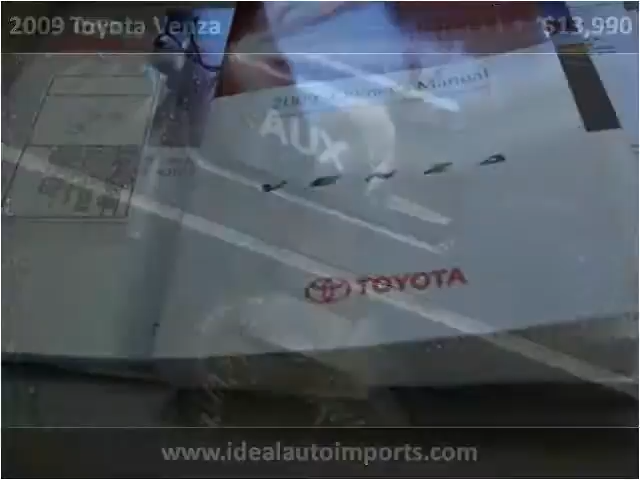 2009 Toyota Venza
$13,990
2009 Owner's Manual
AUX
TOYOTA
www.idealautoimports.com